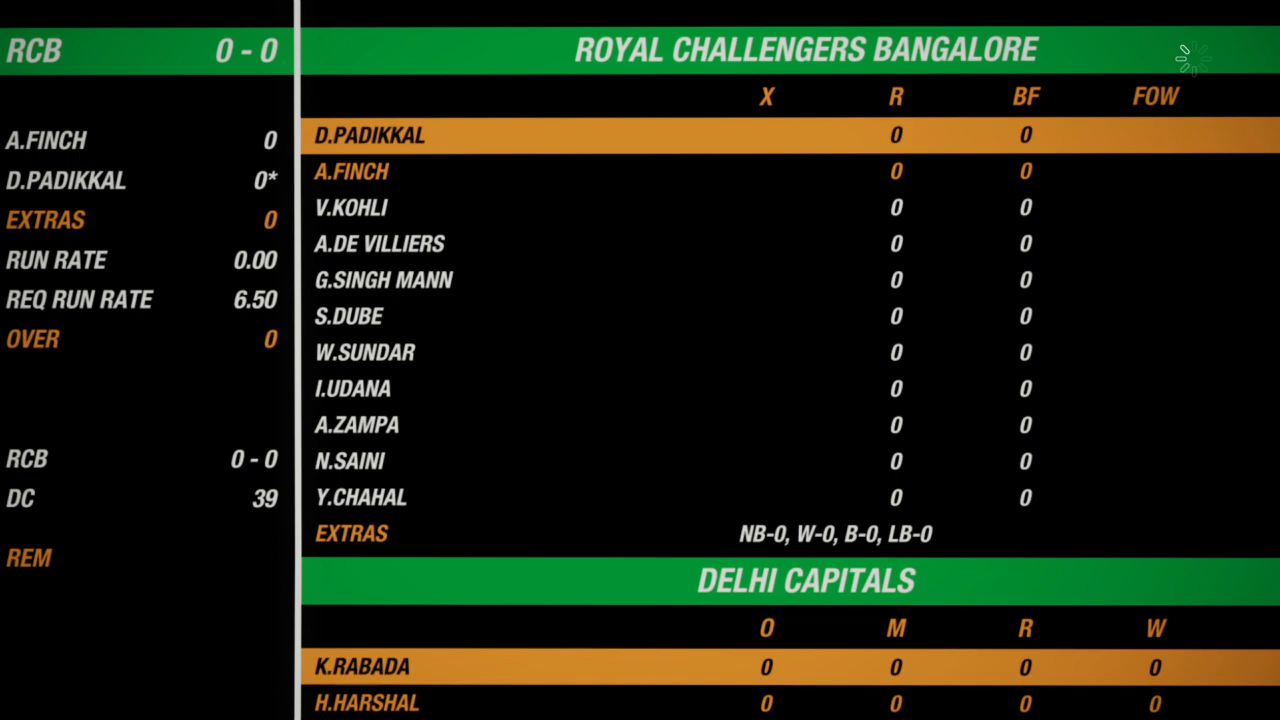 RCB 0 - 0
A.FINCH 0
D.PADIKKAL 0*
EXTRAS 0
RUN RATE 0.00
REQ RUN RATE 6.50
OVER 0
RCB 0 - 0
DC 39
REM
ROYAL CHALLENGERS BANGALORE
X R BF FOW
D.PADIKKAL 0 0
A.FINCH 0 0
V.KOHLI 0 0
A.DE VILLIERS 0 0
G.SINGH MANN 0 0
S.DUBE 0 0
W.SUNDAR 0 0
I.UDANA 0 0
A.ZAMPA 0 0
N.SAINI 0 0
Y.CHAHAL 0 0
EXTRAS NB-0, W-0, B-0, LB-0
DELHI CAPITALS
O M R W
K.RABADA 0 0 0 0
H.HARSHAL 0 0 0 0